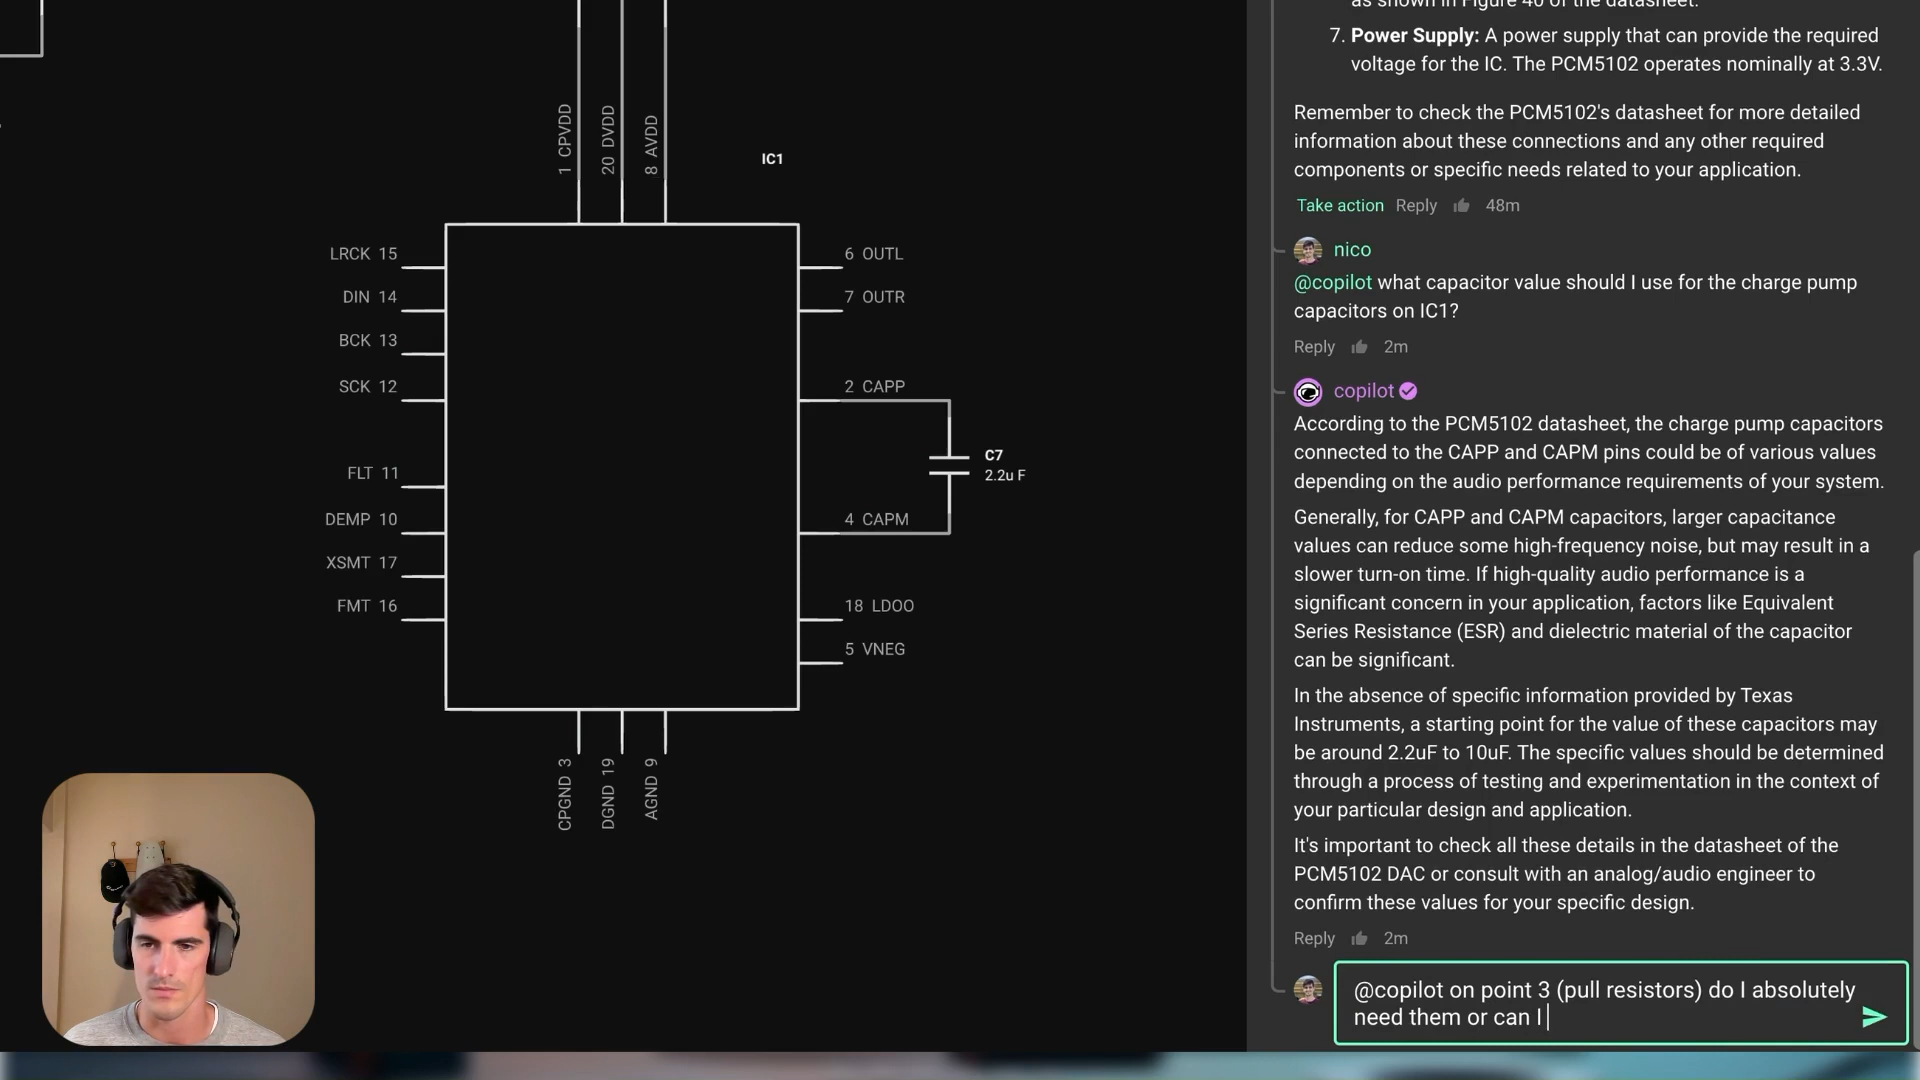 1 CPVDD
20 DVDD
8 AVDD
IC1
LRCK 15
DIN 14
BCK 13
SCK 12
FLT 11
DEMP 10
XSMT 17
FMT 16
6 OUTL
7 OUTR
2 CAPP
C7
2.2u F
4 CAPM
18 LDOO
5 VNEG
CPGND 3
DGND 19
AGND 9
as shown in Figure 40 of the datasheet.
7. Power Supply: A power supply that can provide the required
voltage for the IC. The PCM5102 operates nominally at 3.3V.
Remember to check the PCM5102's datasheet for more detailed
information about these connections and any other required
components or specific needs related to your application.
Take action Reply 48m
nico
@copilot what capacitor value should I use for the charge pump
capacitors on IC1?
Reply 2m
copilot
According to the PCM5102 datasheet, the charge pump capacitors
connected to the CAPP and CAPM pins could be of various values
depending on the audio performance requirements of your system.
Generally, for CAPP and CAPM capacitors, larger capacitance
values can reduce some high-frequency noise, but may result in a
slower turn-on time. If high-quality audio performance is a
significant concern in your application, factors like Equivalent
Series Resistance (ESR) and dielectric material of the capacitor
can be significant.
In the absence of specific information provided by Texas
Instruments, a starting point for the value of these capacitors may
be around 2.2uF to 10uF. The specific values should be determined
through a process of testing and experimentation in the context of
your particular design and application.
It's important to check all these details in the datasheet of the
PCM5102 DAC or consult with an analog/audio engineer to
confirm these values for your specific design.
Reply 2m
@copilot on point 3 (pull resistors) do I absolutely
need them or can I